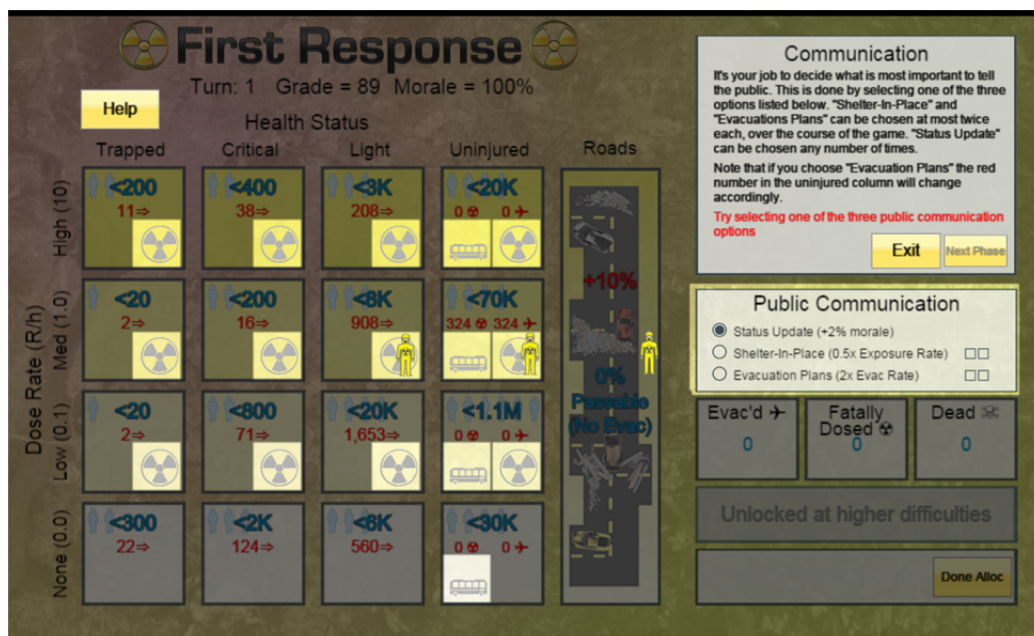 First Response
Turn: 1 Grade = 89 Morale = 100%
Help
Health Status
Trapped Critical Light Uninjured Roads
Dose Rate (R/h)
High (10)
<200 <400 <3K <20K
11⇒ 38⇒ 208⇒ 0 0
+10%
Med (1.0)
<20 <200 <8K <70K
2⇒ 16⇒ 908⇒ 324 324
0%
Passable
(No Evac)
Low (0.1)
<20 <800 <20K <1.1M
2⇒ 71⇒ 1,653⇒ 0 0
None (0.0)
<300 <2K <6K <30K
22⇒ 124⇒ 560⇒ 0 0
Communication
It's your job to decide what is most important to tell
the public. This is done by selecting one of the three
options listed below. "Shelter-In-Place" and
"Evacuations Plans" can be chosen at most twice
each, over the course of the game. "Status Update"
can be chosen any number of times.
Note that if you choose "Evacuation Plans" the red
number in the uninjured column will change
accordingly.
Try selecting one of the three public communication
options
Exit Next Phase
Public Communication
Status Update (+2% morale)
Shelter-In-Place (0.5x Exposure Rate)
Evacuation Plans (2x Evac Rate)
Evac'd Fatally Dosed Dead
0 0 0
Unlocked at higher difficulties
Done Alloc